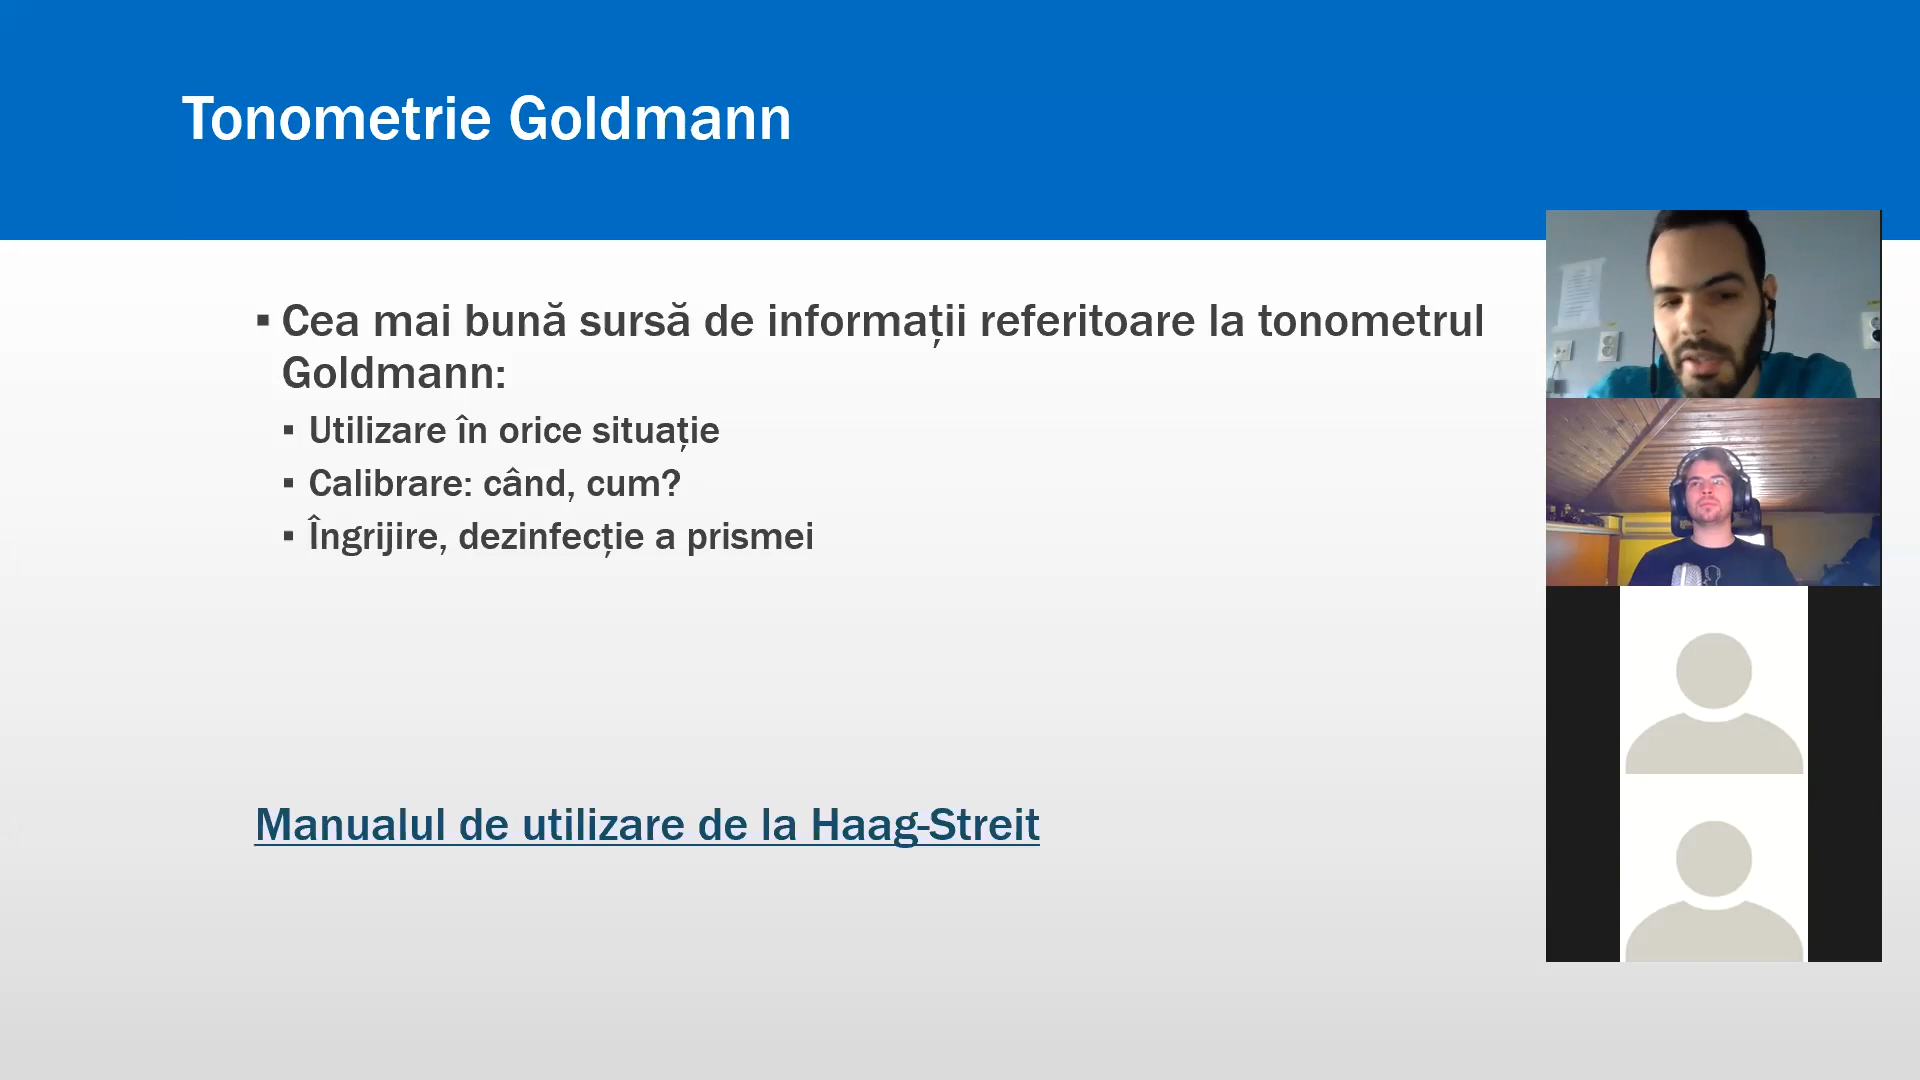 Tonometrie Goldmann
▪ Cea mai bună sursă de informații referitoare la tonometrul
Goldmann:
▪ Utilizare în orice situație
▪ Calibrare: când, cum?
▪ Îngrijire, dezinfecție a prismei
Manualul de utilizare de la Haag-Streit